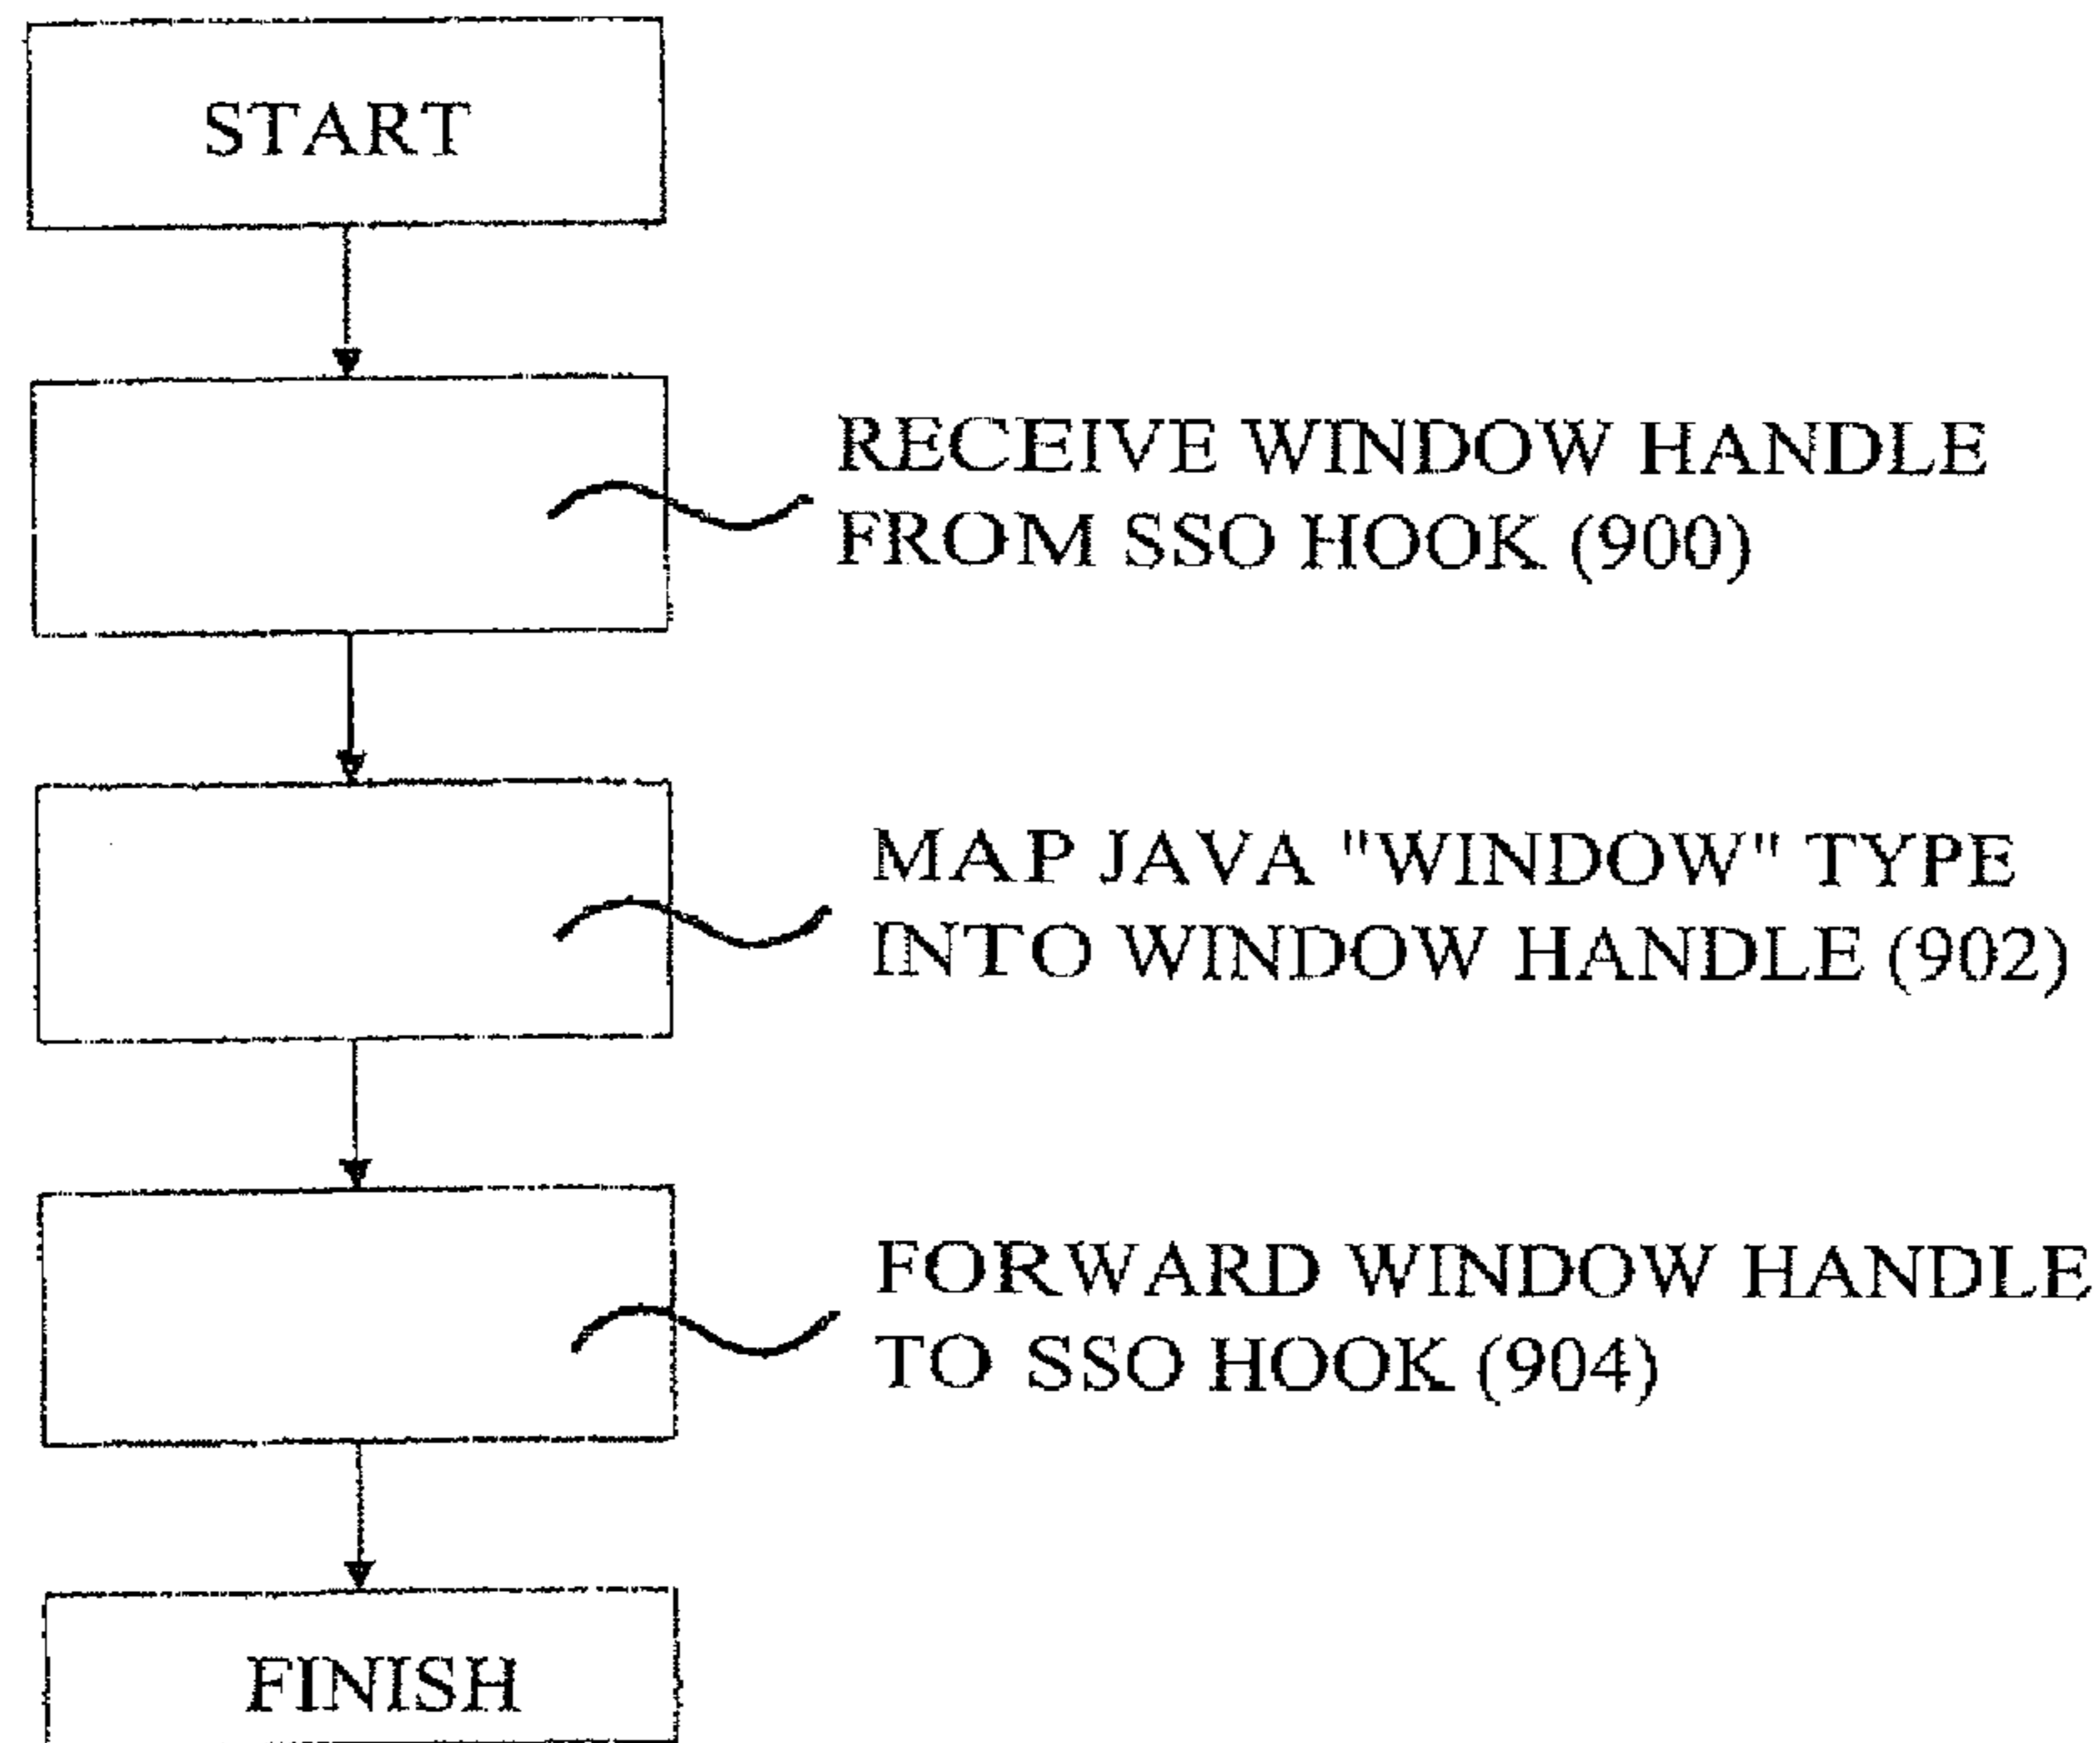 START
RECEIVE WINDOW HANDLE
FROM SSO HOOK (900)
MAP JAVA "WINDOW" TYPE
INTO WINDOW HANDLE (902)
FORWARD WINDOW HANDLE
TO SSO HOOK (904)
FINISH